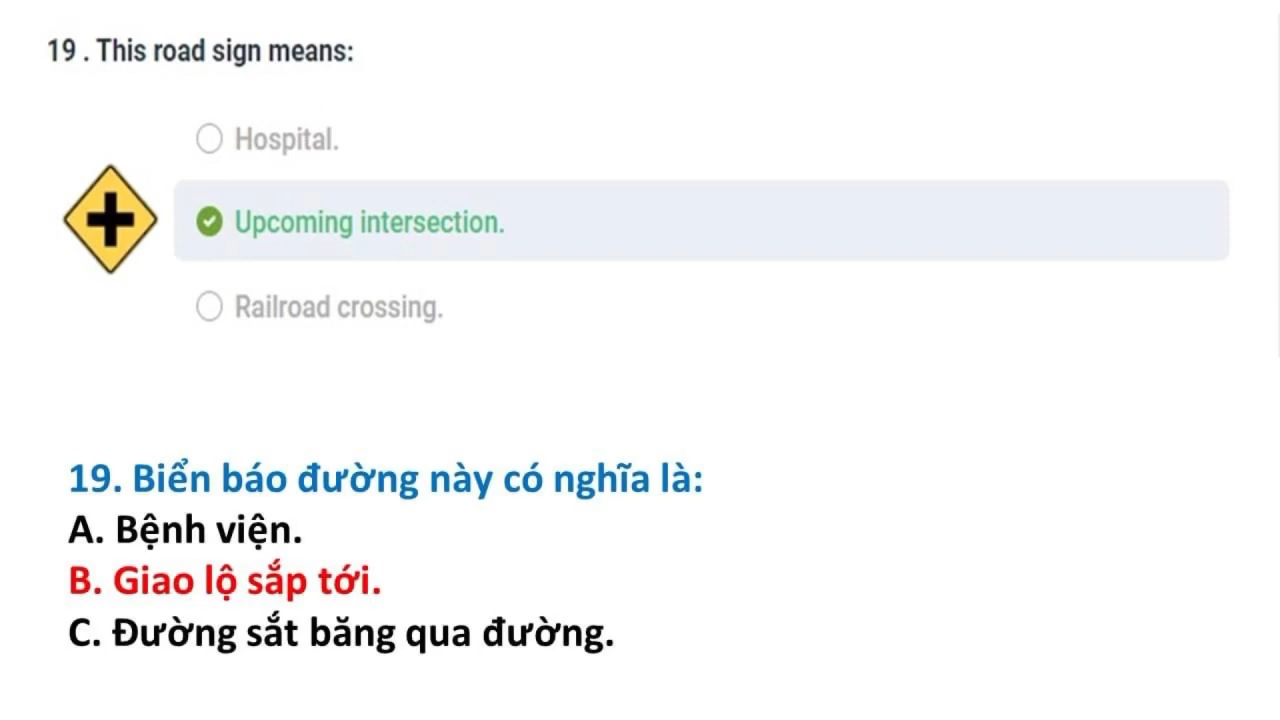 19 . This road sign means:
Hospital.
Upcoming intersection.
Railroad crossing.
19. Biển báo đường này có nghĩa là:
A. Bệnh viện.
B. Giao lộ sắp tới.
C. Đường sắt băng qua đường.